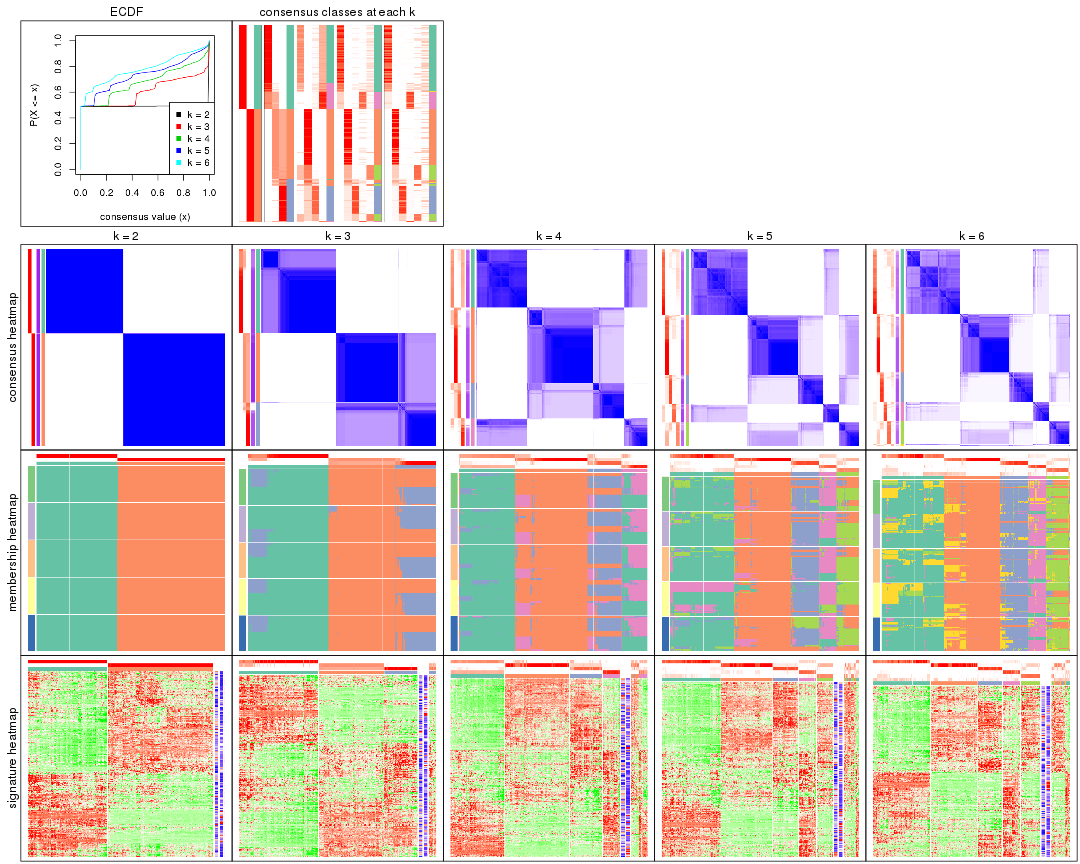 ECDF
consensus classes at each k
P(X <= x)
0.0
0.2
0.4
0.6
0.8
1.0
k = 2
k = 3
k = 4
k = 5
k = 6
0.0 0.2 0.4 0.6 0.8 1.0
consensus value (x)
k = 2
k = 3
k = 4
k = 5
k = 6
consensus heatmap
membership heatmap
signature heatmap